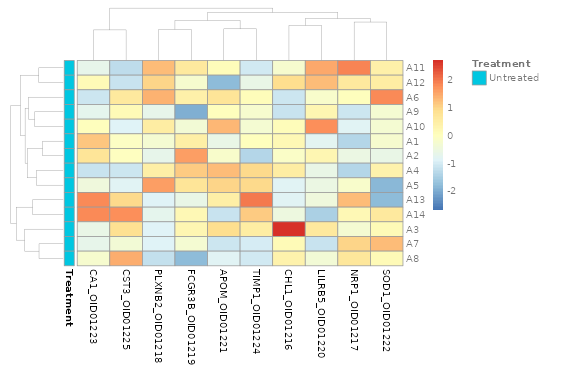 A11
A12
A6
A9
A10
A1
A2
A4
A5
A13
A14
A3
A7
A8
Treatment
CA1_OID01223
CST3_OID01225
PLXNB2_OID01218
FCGR3B_OID01219
APOM_OID01221
TIMP1_OID01224
CHL1_OID01216
LILRB5_OID01220
NRP1_OID01217
SOD1_OID01222
2
1
0
-1
-2
Treatment
Untreated